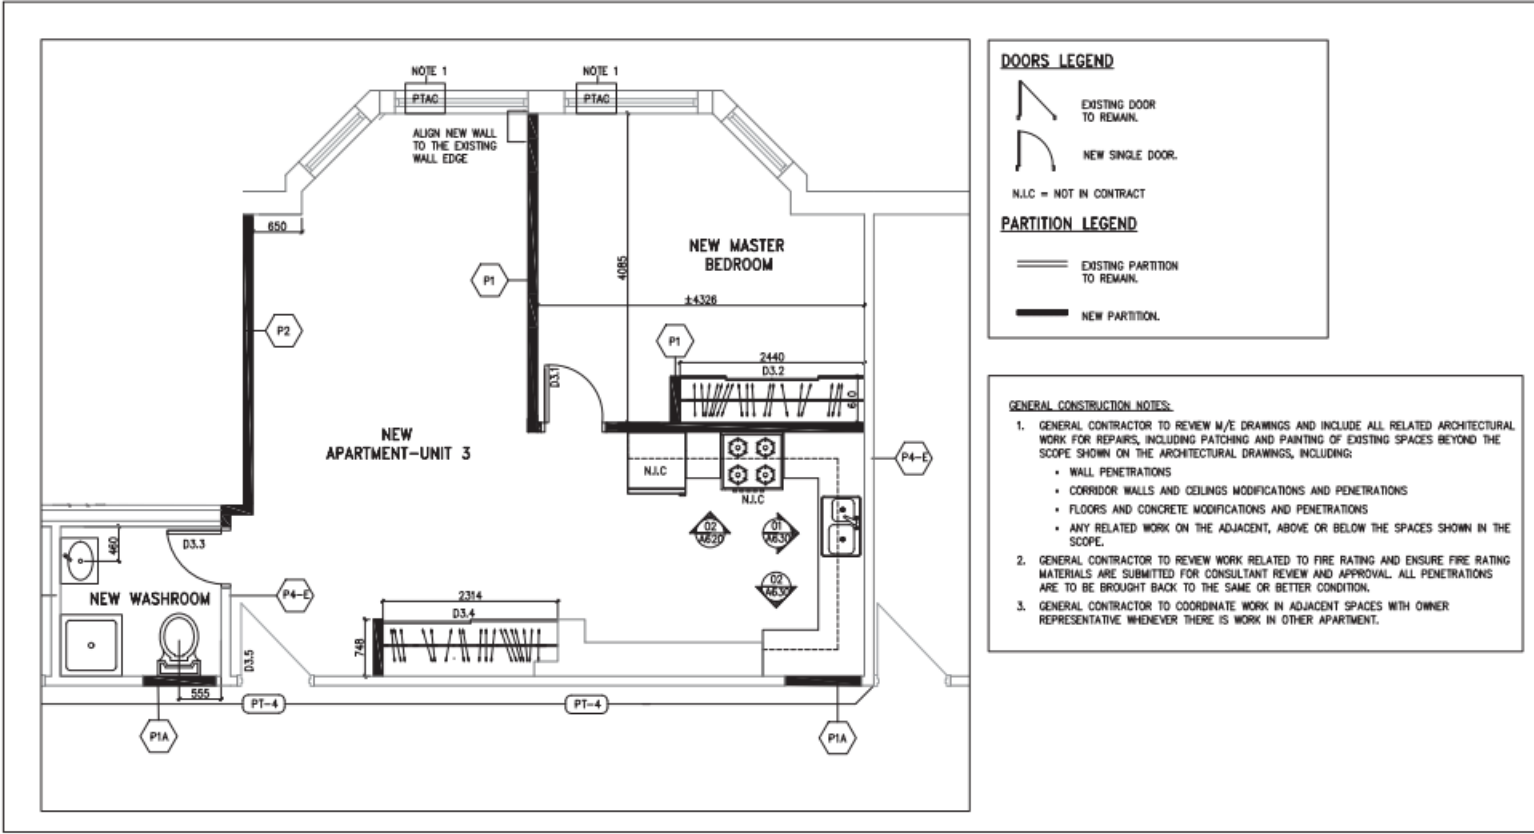 NOTE 1
NOTE 1
PTAC
PTAC
ALIGN NEW WALL
TO THE EXISTING
WALL EDGE
650
NEW MASTER
BEDROOM
4085
P1
±4326
P2
P1
2440
D3.2
D3.1
610
NEW
APARTMENT-UNIT 3
N.I.C
P4-E
N.I.C
02
A620
01
A630
D3.3
460
02
A630
NEW WASHROOM
P4-E
2314
D3.4
748
D3.5
555
PT-4
PT-4
P1A
P1A
DOORS LEGEND
EXISTING DOOR
TO REMAIN.
NEW SINGLE DOOR.
N.I.C = NOT IN CONTRACT
PARTITION LEGEND
EXISTING PARTITION
TO REMAIN.
NEW PARTITION.
GENERAL CONSTRUCTION NOTES:
1. GENERAL CONTRACTOR TO REVIEW M/E DRAWINGS AND INCLUDE ALL RELATED ARCHITECTURAL
WORK FOR REPAIRS, INCLUDING PATCHING AND PAINTING OF EXISTING SPACES BEYOND THE
SCOPE SHOWN ON THE ARCHITECTURAL DRAWINGS, INCLUDING:
• WALL PENETRATIONS
• CORRIDOR WALLS AND CEILINGS MODIFICATIONS AND PENETRATIONS
• FLOORS AND CONCRETE MODIFICATIONS AND PENETRATIONS
• ANY RELATED WORK ON THE ADJACENT, ABOVE OR BELOW THE SPACES SHOWN IN THE
SCOPE.
2. GENERAL CONTRACTOR TO REVIEW WORK RELATED TO FIRE RATING AND ENSURE FIRE RATING
MATERIALS ARE SUBMITTED FOR CONSULTANT REVIEW AND APPROVAL. ALL PENETRATIONS
ARE TO BE BROUGHT BACK TO THE SAME OR BETTER CONDITION.
3. GENERAL CONTRACTOR TO COORDINATE WORK IN ADJACENT SPACES WITH OWNER
REPRESENTATIVE WHENEVER THERE IS WORK IN OTHER APARTMENT.